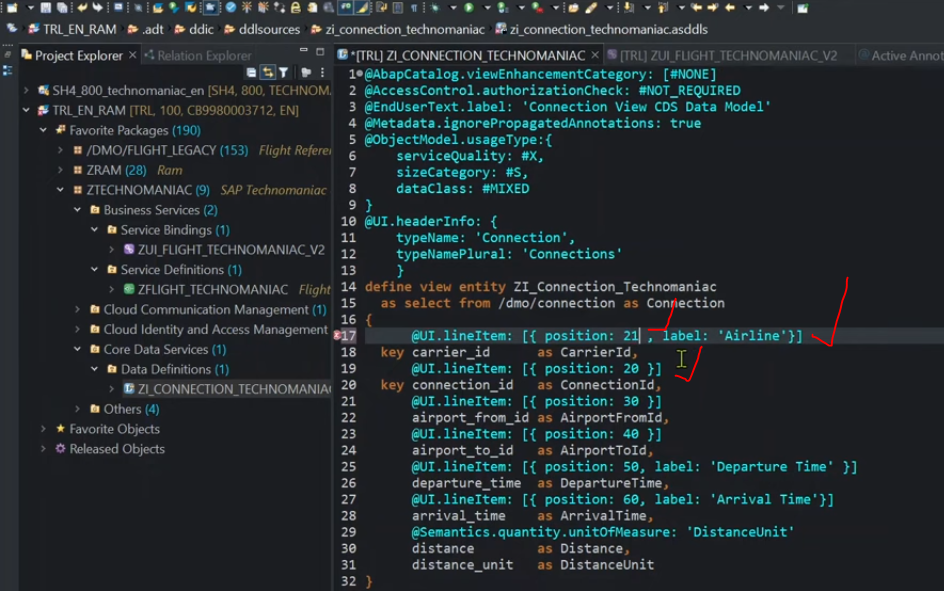 TRL_EN_RAM .adt ddic ddlsources zi_connection_technomaniac zi_connection_technomaniac.asddls
Project Explorer Relation Explorer
*[TRL] ZI_CONNECTION_TECHNOMANIAC [TRL] ZUI_FLIGHT_TECHNOMANIAC_V2 Active Annot
SH4_800_technomaniac_en [SH4, 800, TECHNOM
TRL_EN_RAM [TRL, 100, CB9980003712, EN]
Favorite Packages (190)
/DMO/FLIGHT_LEGACY (153) Flight Referer
ZRAM (28) Ram
ZTECHNOMANIAC (9) SAP Technomaniac
Business Services (2)
Service Bindings (1)
ZUI_FLIGHT_TECHNOMANIAC_V2
Service Definitions (1)
ZFLIGHT_TECHNOMANIAC Flight
Cloud Communication Management (1)
Cloud Identity and Access Management
Core Data Services (1)
Data Definitions (1)
ZI_CONNECTION_TECHNOMANIA
Others (4)
Favorite Objects
Released Objects
1 @AbapCatalog.viewEnhancementCategory: [#NONE]
2 @AccessControl.authorizationCheck: #NOT_REQUIRED
3 @EndUserText.label: 'Connection View CDS Data Model'
4 @Metadata.ignorePropagatedAnnotations: true
5 @ObjectModel.usageType:{
6 serviceQuality: #X,
7 sizeCategory: #S,
8 dataClass: #MIXED
9 }
10 @UI.headerInfo: {
11 typeName: 'Connection',
12 typeNamePlural: 'Connections'
13 }
14 define view entity ZI_Connection_Technomaniac
15 as select from /dmo/connection as Connection
16 {
17 @UI.lineItem: [{ position: 21 , label: 'Airline'}]
18 key carrier_id as CarrierId,
19 @UI.lineItem: [{ position: 20 }]
20 key connection_id as ConnectionId,
21 @UI.lineItem: [{ position: 30 }]
22 airport_from_id as AirportFromId,
23 @UI.lineItem: [{ position: 40 }]
24 airport_to_id as AirportToId,
25 @UI.lineItem: [{ position: 50, label: 'Departure Time' }]
26 departure_time as DepartureTime,
27 @UI.lineItem: [{ position: 60, label: 'Arrival Time'}]
28 arrival_time as ArrivalTime,
29 @Semantics.quantity.unitOfMeasure: 'DistanceUnit'
30 distance as Distance,
31 distance_unit as DistanceUnit
32 }